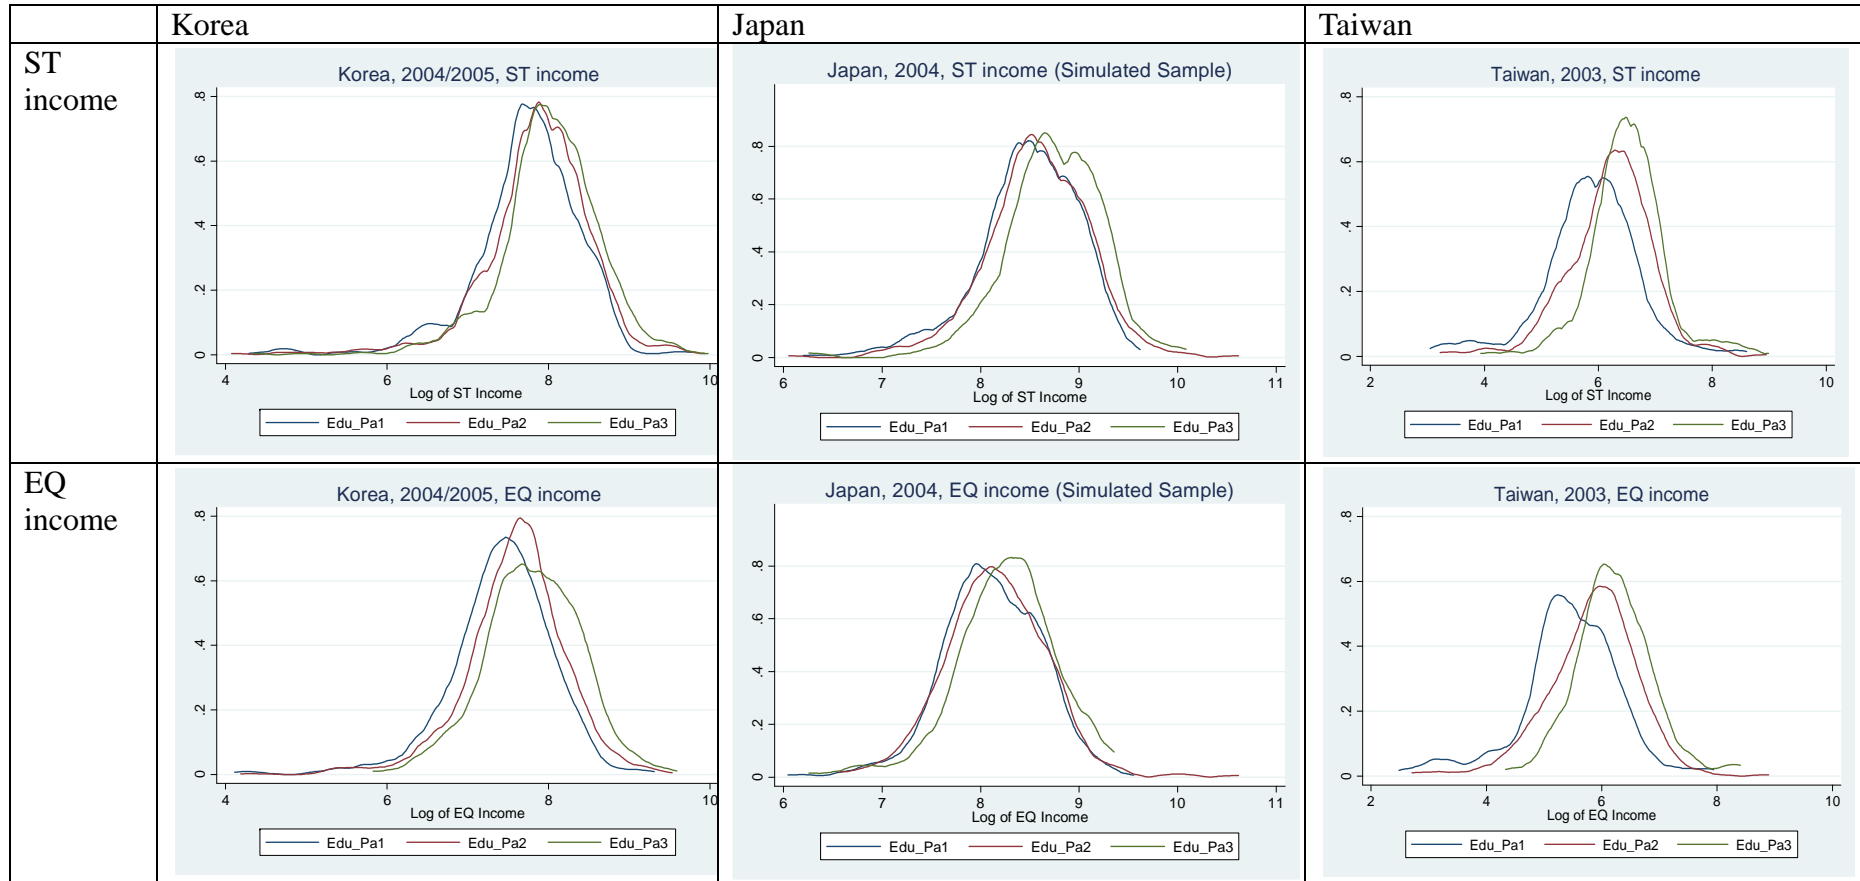 Korea Japan Taiwan
ST
income
Korea, 2004/2005, ST income
.8
.6
.4
.2
0
4 6 8 10
Log of ST Income
Edu_Pa1 Edu_Pa2 Edu_Pa3
Japan, 2004, ST income (Simulated Sample)
.8
.6
.4
.2
0
6 7 8 9 10 11
Log of ST Income
Edu_Pa1 Edu_Pa2 Edu_Pa3
Taiwan, 2003, ST income
.8
.6
.4
.2
0
2 4 6 8 10
Log of ST Income
Edu_Pa1 Edu_Pa2 Edu_Pa3
EQ
income
Korea, 2004/2005, EQ income
.8
.6
.4
.2
0
4 6 8 10
Log of EQ Income
Edu_Pa1 Edu_Pa2 Edu_Pa3
Japan, 2004, EQ income (Simulated Sample)
.8
.6
.4
.2
0
6 7 8 9 10 11
Log of EQ Income
Edu_Pa1 Edu_Pa2 Edu_Pa3
Taiwan, 2003, EQ income
.8
.6
.4
.2
0
2 4 6 8 10
Log of EQ Income
Edu_Pa1 Edu_Pa2 Edu_Pa3